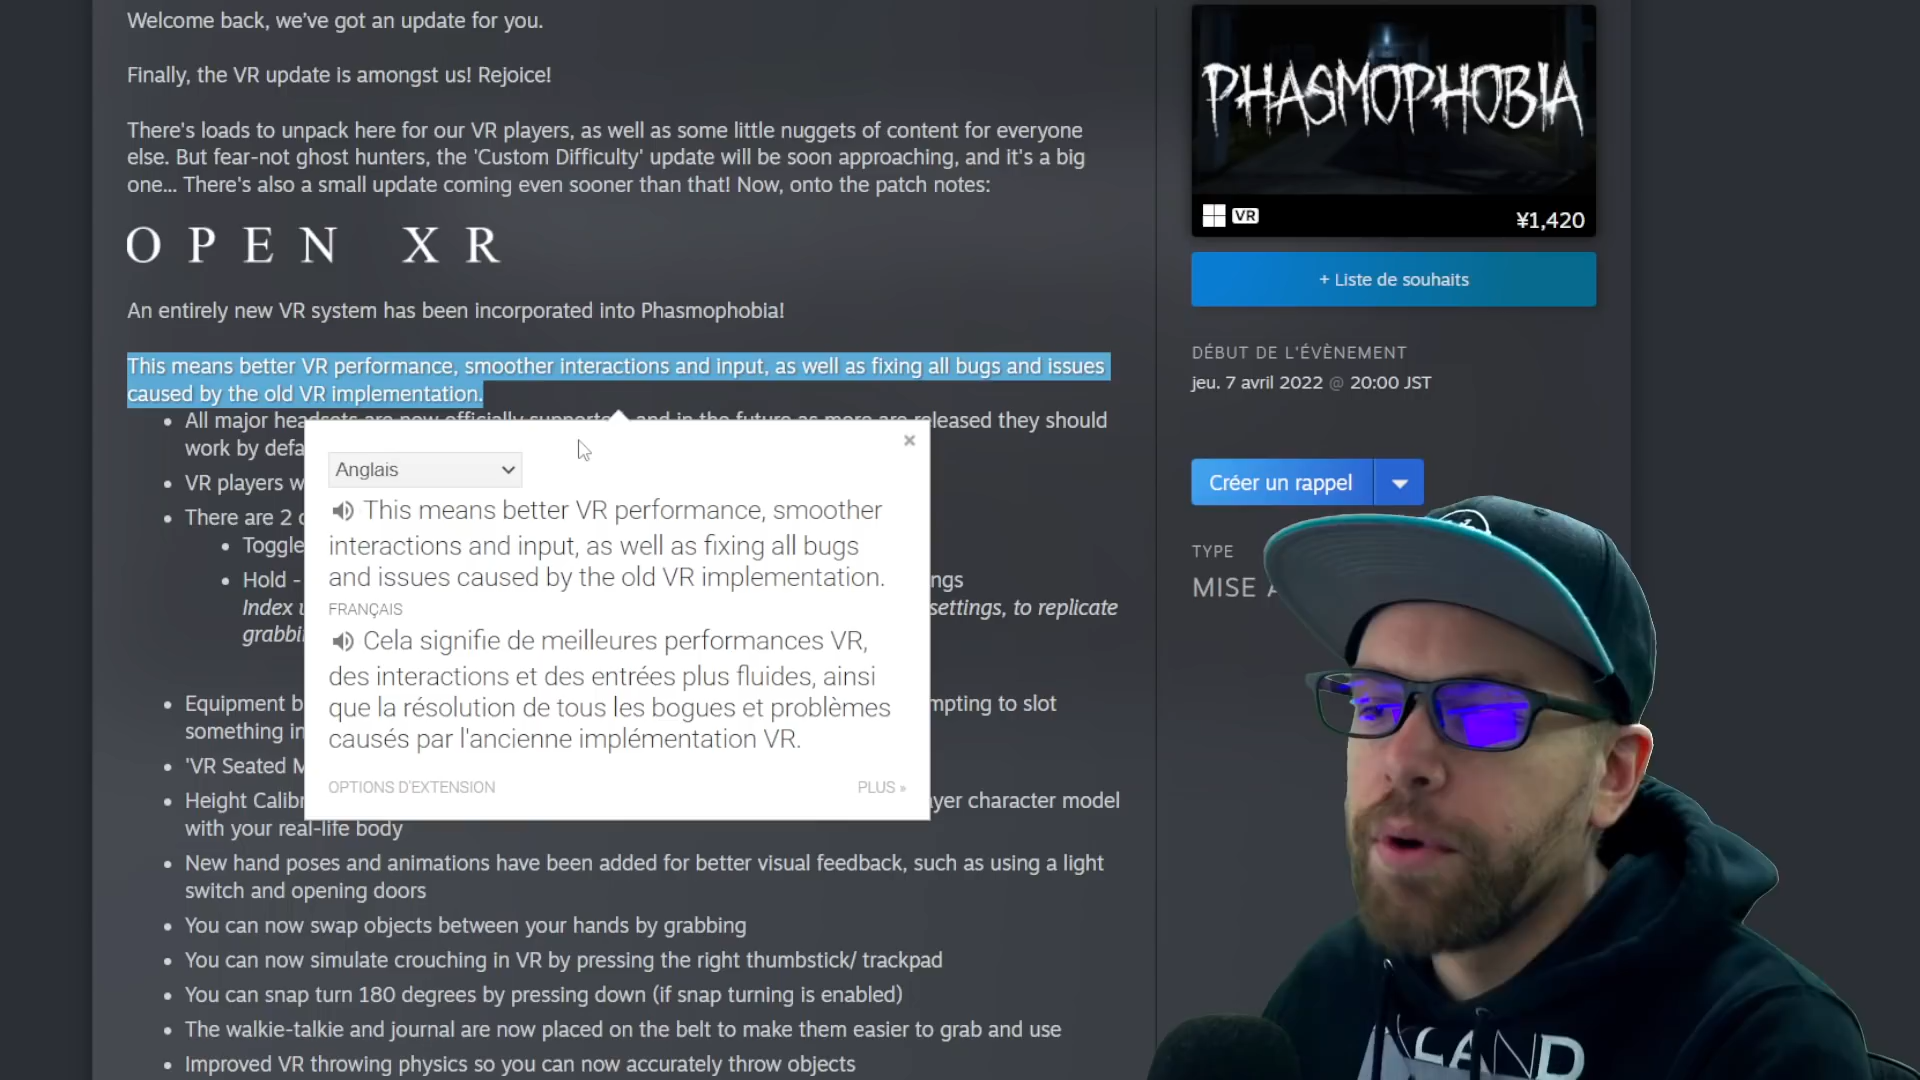 Welcome back, we've got an update for you.
Finally, the VR update is amongst us! Rejoice!
There's loads to unpack here for our VR players, as well as some little nuggets of content for everyone
else. But fear-not ghost hunters, the 'Custom Difficulty' update will be soon approaching, and it's a big
one... There's also a small update coming even sooner than that! Now, onto the patch notes:
OPEN XR
An entirely new VR system has been incorporated into Phasmophobia!
This means better VR performance, smoother interactions and input, as well as fixing all bugs and issues
caused by the old VR implementation.
• All major headsets are now officially supporte and in the future as more are released they should
work by defa
• VR players w
• There are 2
• Toggle
• Hold - ngs
Index settings, to replicate
grabbi
• Equipment b mpting to slot
something in
• 'VR Seated M
• Height Calibr yer character model
with your real-life body
• New hand poses and animations have been added for better visual feedback, such as using a light
switch and opening doors
• You can now swap objects between your hands by grabbing
• You can now simulate crouching in VR by pressing the right thumbstick/ trackpad
• You can snap turn 180 degrees by pressing down (if snap turning is enabled)
• The walkie-talkie and journal are now placed on the belt to make them easier to grab and use
• Improved VR throwing physics so you can now accurately throw objects
×
Anglais
This means better VR performance, smoother
interactions and input, as well as fixing all bugs
and issues caused by the old VR implementation.
FRANÇAIS
Cela signifie de meilleures performances VR,
des interactions et des entrées plus fluides, ainsi
que la résolution de tous les bogues et problèmes
causés par l'ancienne implémentation VR.
OPTIONS D'EXTENSION
PLUS »
PHASMOPHOBIA
VR
¥1,420
+ Liste de souhaits
DÉBUT DE L'ÉVÈNEMENT
jeu. 7 avril 2022 @ 20:00 JST
Créer un rappel
TYPE
MISE